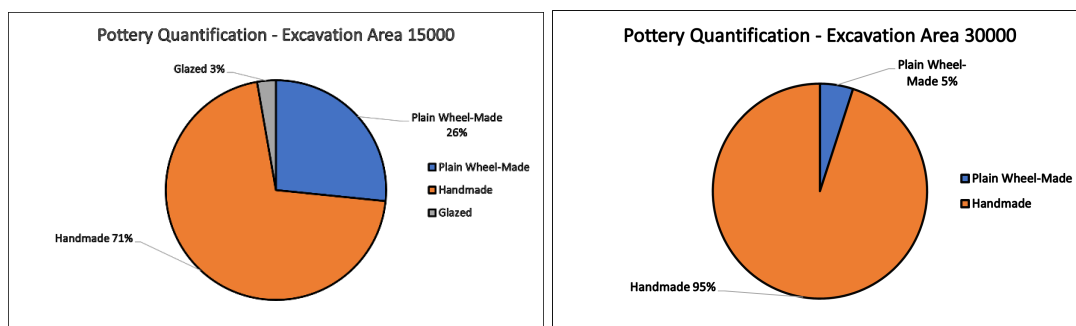 Pottery Quantification - Excavation Area 15000
Glazed 3%
Plain Wheel-Made
26%
Plain Wheel-Made
Handmade
Glazed
Handmade 71%
Pottery Quantification - Excavation Area 30000
Plain Wheel-
Made 5%
Plain Wheel-Made
Handmade
Handmade 95%